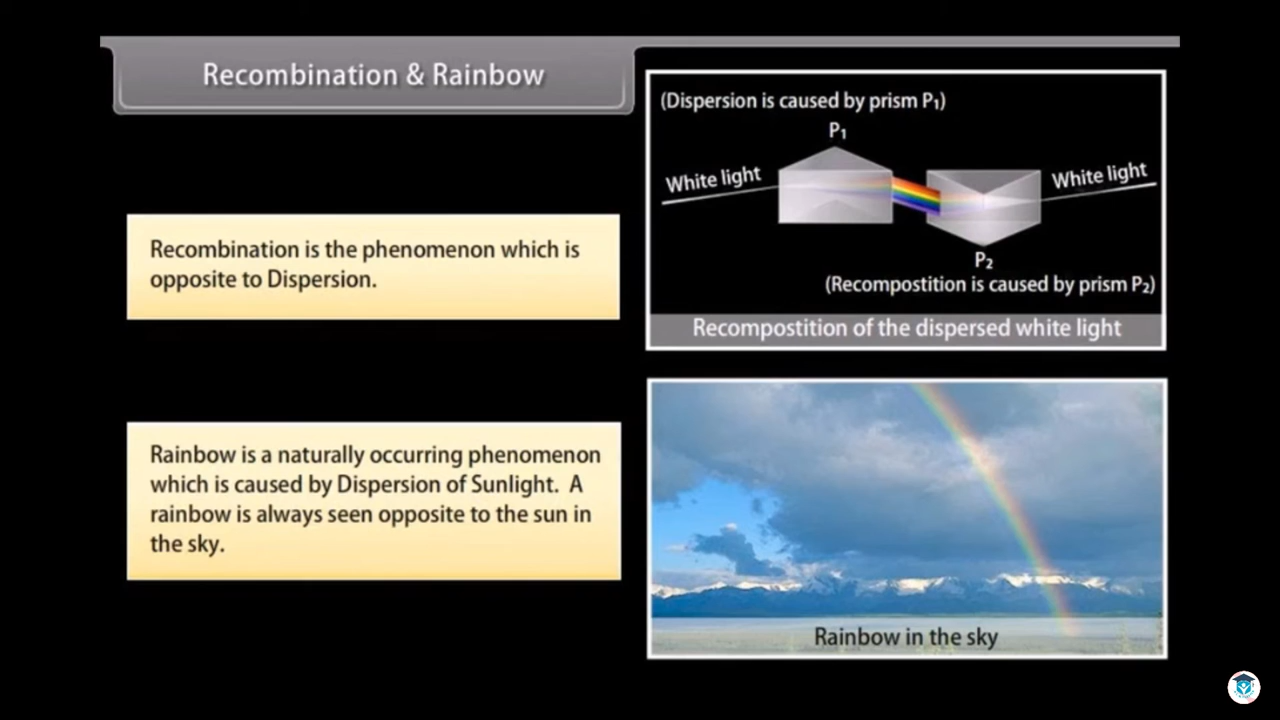 Recombination & Rainbow
(Dispersion is caused by prism P₁)
P₁
White light
White light
P₂
(Recompostition is caused by prism P₂)
Recompostition of the dispersed white light
Recombination is the phenomenon which is
opposite to Dispersion.
Rainbow is a naturally occurring phenomenon
which is caused by Dispersion of Sunlight. A
rainbow is always seen opposite to the sun in
the sky.
Rainbow in the sky